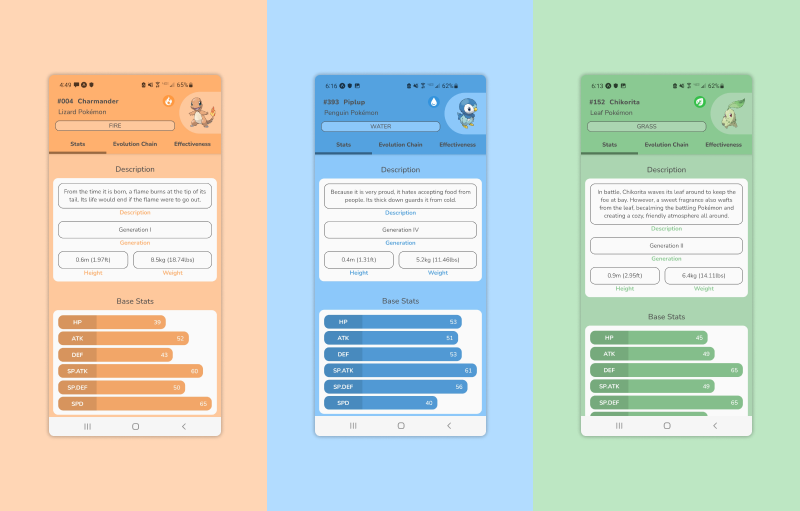 4:49
65%
#004 Charmander
Lizard Pokémon
FIRE
Stats
Evolution Chain
Effectiveness
Description
From the time it is born, a flame burns at the tip of its
tail. Its life would end if the flame were to go out.
Description
Generation I
Generation
0.6m (1.97ft)
8.5kg (18.74lbs)
Height
Weight
Base Stats
HP 39
ATK 52
DEF 43
SP.ATK 60
SP.DEF 50
SPD 65
6:16
62%
#393 Piplup
Penguin Pokémon
WATER
Stats
Evolution Chain
Effectiveness
Description
Because it is very proud, it hates accepting food from
people. Its thick down guards it from cold.
Description
Generation IV
Generation
0.4m (1.31ft)
5.2kg (11.46lbs)
Height
Weight
Base Stats
HP 53
ATK 51
DEF 53
SP.ATK 61
SP.DEF 56
SPD 40
6:13
62%
#152 Chikorita
Leaf Pokémon
GRASS
Stats
Evolution Chain
Effectiveness
Description
In battle, Chikorita waves its leaf around to keep the
foe at bay. However, a sweet fragrance also wafts
from the leaf, becalming the battling Pokémon and
creating a cozy, friendly atmosphere all around.
Description
Generation II
Generation
0.9m (2.95ft)
6.4kg (14.11lbs)
Height
Weight
Base Stats
HP 45
ATK 49
DEF 65
SP.ATK 49
SP.DEF 65